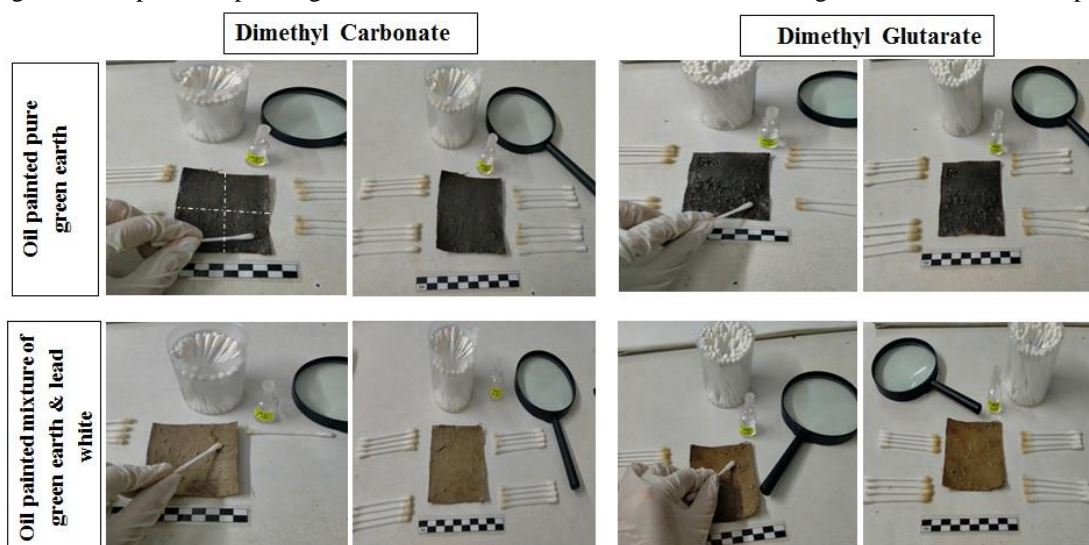 Dimethyl Carbonate
Dimethyl Glutarate
Oil painted pure
green earth
Oil painted mixture of
green earth & lead
white